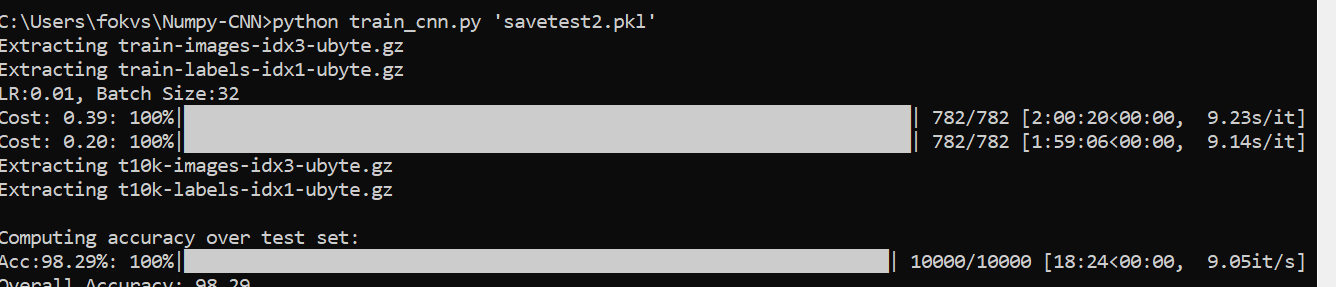 C:\Users\fokvs\Numpy-CNN>python train_cnn.py 'savetest2.pkl'
Extracting train-images-idx3-ubyte.gz
Extracting train-labels-idx1-ubyte.gz
LR:0.01, Batch Size:32
Cost: 0.39: 100%| | 782/782 [2:00:20<00:00, 9.23s/it]
Cost: 0.20: 100%| | 782/782 [1:59:06<00:00, 9.14s/it]
Extracting t10k-images-idx3-ubyte.gz
Extracting t10k-labels-idx1-ubyte.gz
Computing accuracy over test set:
Acc:98.29%: 100%| | 10000/10000 [18:24<00:00, 9.05it/s]
Overall Accuracy: 98.29